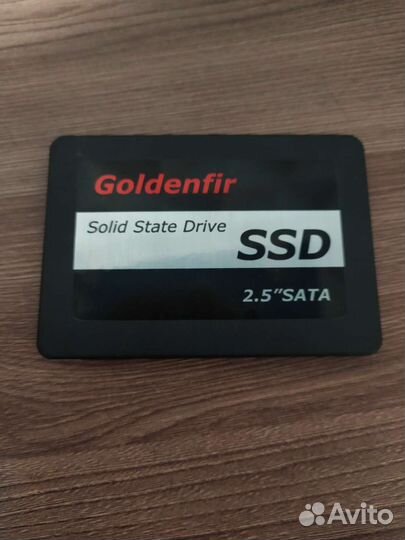 Goldenfir
Solid State Drive
SSD
2.5"SATA
Avito